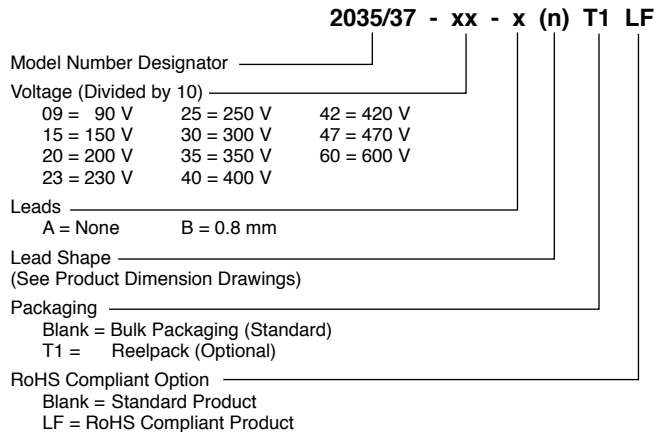 2035/37 - xx - x (n) T1 LF
Model Number Designator
Voltage (Divided by 10)
09 = 90 V 25 = 250 V 42 = 420 V
15 = 150 V 30 = 300 V 47 = 470 V
20 = 200 V 35 = 350 V 60 = 600 V
23 = 230 V 40 = 400 V
Leads
A = None B = 0.8 mm
Lead Shape
(See Product Dimension Drawings)
Packaging
Blank = Bulk Packaging (Standard)
T1 = Reelpack (Optional)
RoHS Compliant Option
Blank = Standard Product
LF = RoHS Compliant Product